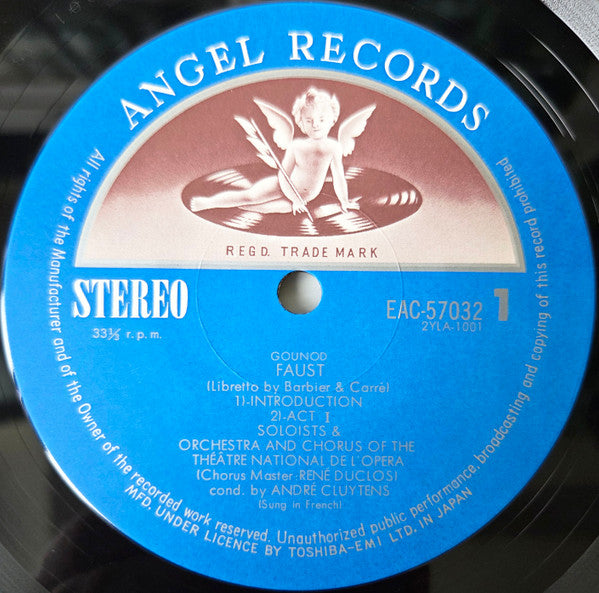 ANGEL RECORDS
REGD. TRADE MARK
STEREO
33⅓ r.p.m.
EAC-57032 1
2YLA-1001
GOUNOD
FAUST
(Libretto by Barbier & Carré)
1)-INTRODUCTION
2)-ACT I
SOLOISTS &
ORCHESTRA AND CHORUS OF THE
THÉÂTRE NATIONAL DE L'OPERA
(Chorus Master-RENÉ DUCLOS)
cond. by ANDRÉ CLUYTENS
(Sung in French)
All rights of the Manufacturer and of the Owner of the recorded work reserved. Unauthorized public performance, broadcasting and copying of this record prohibited
MFD. UNDER LICENCE BY TOSHIBA-EMI LTD. IN JAPAN